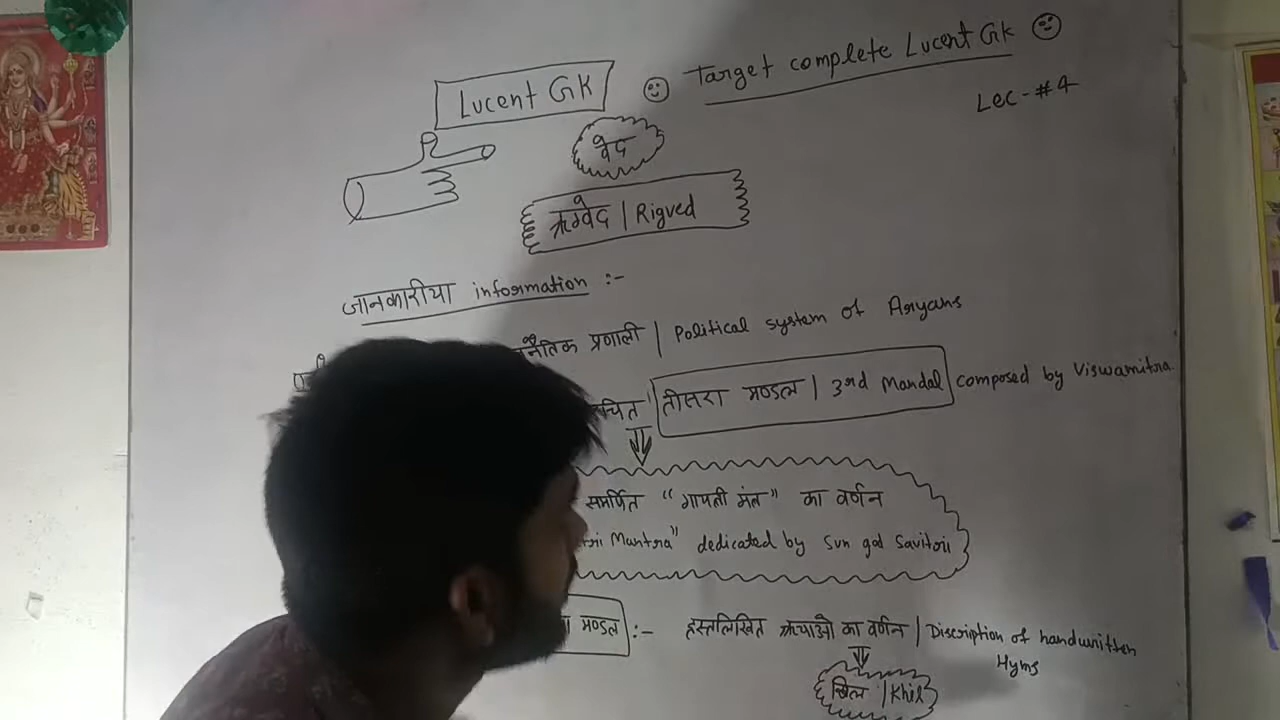 Target complete Lucent GK
Lucent GK
Lec-#4
वेद
ऋग्वेद | Rigved
जानकारीया information :-
प्रणाली | Political system of Aryans
तीसरा मण्डल | 3rd Mandal composed by Viswamitra
समर्पित "गायत्री मंत्र" का वर्णन
Mantra" dedicated by Sun god Savitri
मण्डल :- हस्तलिखित ऋचाओ का वर्णन | Discription of handwritten
Hyms
खिल | Khil